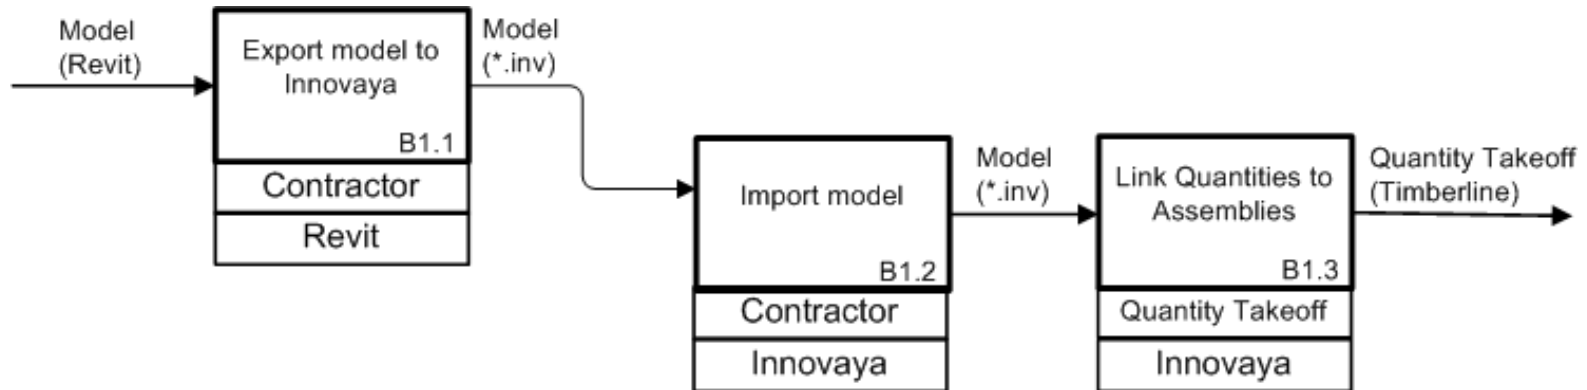 Model
(Revit)
Export model to
Innovaya
B1.1
Contractor
Revit
Model
(*.inv)
Import model
B1.2
Contractor
Innovaya
Model
(*.inv)
Link Quantities to
Assemblies
B1.3
Quantity Takeoff
Innovaya
Quantity Takeoff
(Timberline)